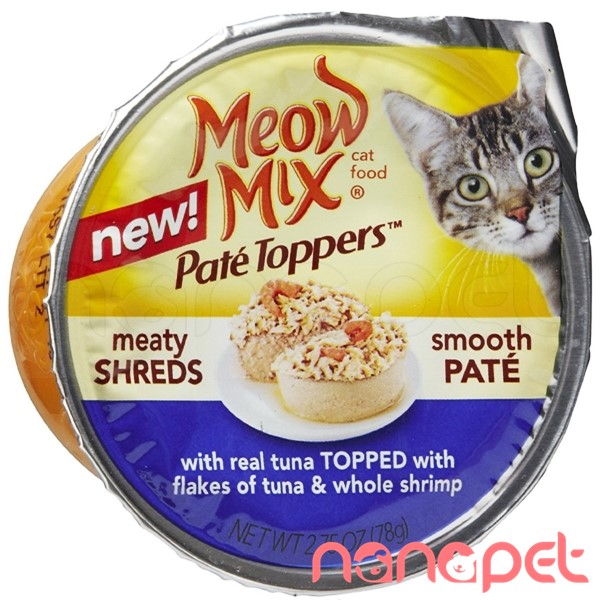 Meow
Mix®
cat
food
new!
Paté Toppers™
meaty
SHREDS
smooth
PATÉ
with real tuna TOPPED with
flakes of tuna & whole shrimp
NET WT 2.75 OZ (78g)
nanapet